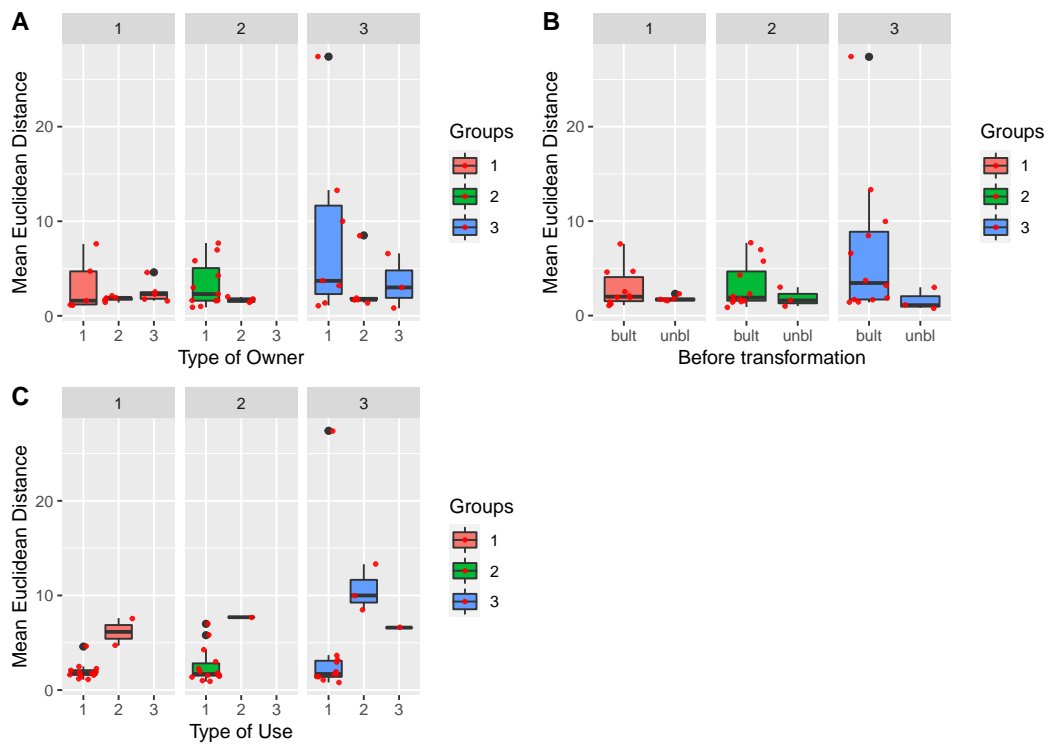 A
1
2
3
Mean Euclidean Distance
20
10
0
1 2 3
1 2 3
1 2 3
Type of Owner
Groups
1
2
3
B
1
2
3
Mean Euclidean Distance
20
10
0
bult unbl
bult unbl
bult unbl
Before transformation
Groups
1
2
3
C
1
2
3
Mean Euclidean Distance
20
10
0
1 2 3
1 2 3
1 2 3
Type of Use
Groups
1
2
3